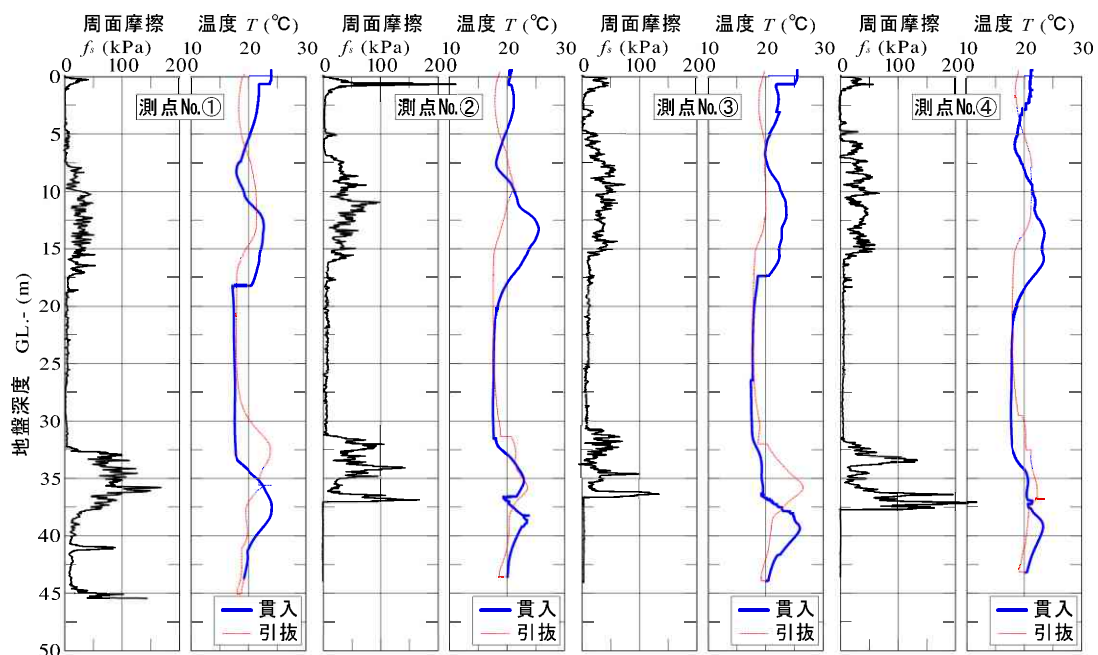 周面摩擦 温度 T (℃) 周面摩擦 温度 T (℃) 周面摩擦 温度 T (℃) 周面摩擦 温度 T (℃)
fs (kPa) fs (kPa) fs (kPa) fs (kPa)
0 100 200 10 20 30 0 100 200 10 20 30 0 100 200 10 20 30 0 100 200 10 20 30
測点No.① 測点No.② 測点No.③ 測点No.④
地盤深度 GL.- (m)
0
5
10
15
20
25
30
35
40
45
50
貫入 貫入 貫入 貫入
引抜 引抜 引抜 引抜